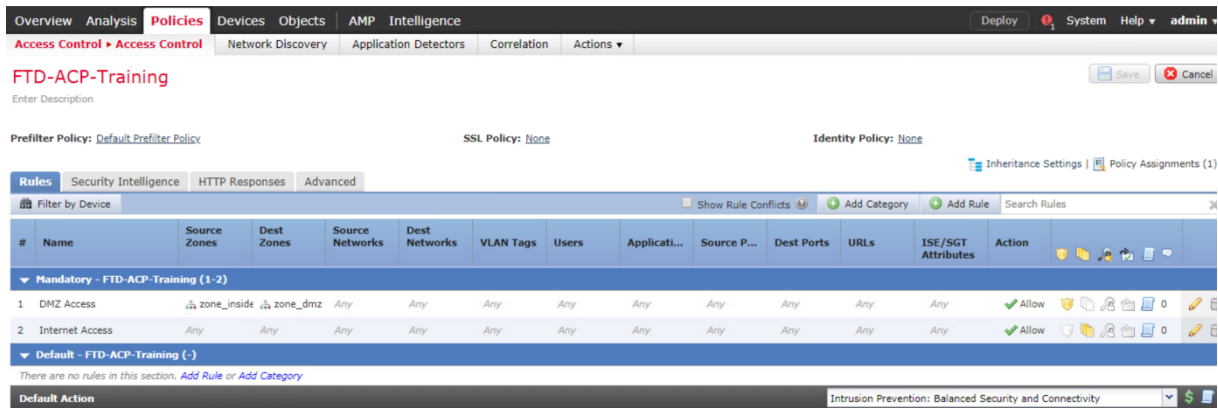 Overview Analysis Policies Devices Objects AMP Intelligence Deploy 1 System Help admin
Access Control ▸ Access Control Network Discovery Application Detectors Correlation Actions
FTD-ACP-Training Save Cancel
Enter Description
Prefilter Policy: Default Prefilter Policy SSL Policy: None Identity Policy: None
Inheritance Settings | Policy Assignments (1)
Rules Security Intelligence HTTP Responses Advanced
Filter by Device Show Rule Conflicts Add Category Add Rule Search Rules
# Name Source Zones Dest Zones Source Networks Dest Networks VLAN Tags Users Applicati... Source P... Dest Ports URLs ISE/SGT Attributes Action
Mandatory - FTD-ACP-Training (1-2)
1 DMZ Access zone_inside zone_dmz Any Any Any Any Any Any Any Any Any Allow 0
2 Internet Access Any Any Any Any Any Any Any Any Any Any Any Allow 0
Default - FTD-ACP-Training (-)
There are no rules in this section. Add Rule or Add Category
Default Action Intrusion Prevention: Balanced Security and Connectivity